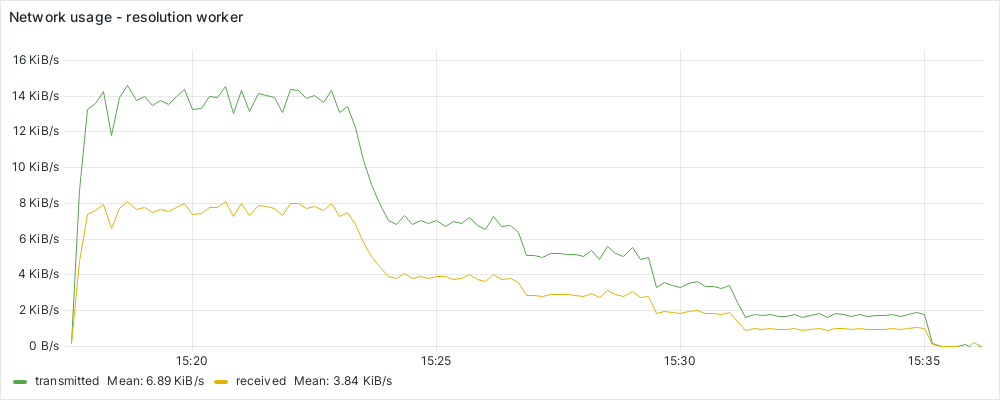 Network usage - resolution worker
16 KiB/s
14 KiB/s
12 KiB/s
10 KiB/s
8 KiB/s
6 KiB/s
4 KiB/s
2 KiB/s
0 B/s
15:20 15:25 15:30 15:35
transmitted Mean: 6.89 KiB/s received Mean: 3.84 KiB/s